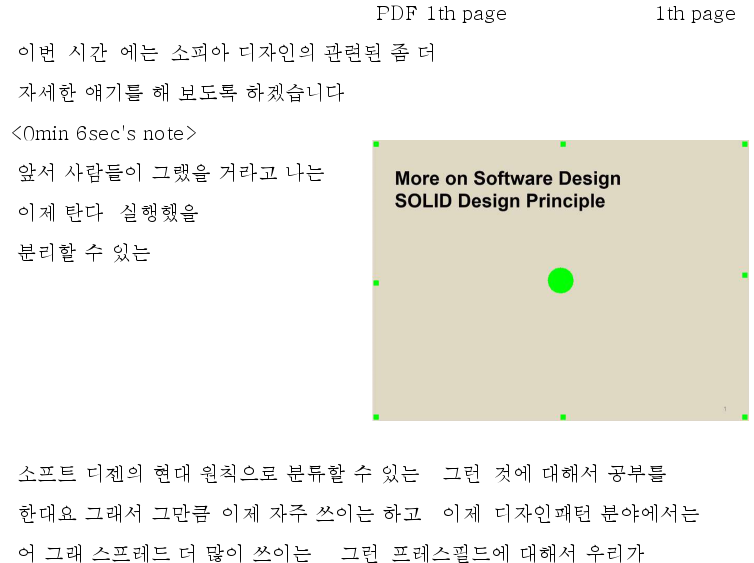 PDF 1th page 1th page
이번 시간 에는 소피아 디자인의 관련된 좀 더
자세한 얘기를 해 보도록 하겠습니다
<0min 6sec's note>
앞서 사람들이 그랬을 거라고 나는
이제 탄다 실행했을
분리할 수 있는
More on Software Design
SOLID Design Principle
1
소프트 디젠의 현대 원칙으로 분류할 수 있는 그런 것에 대해서 공부를
한대요 그래서 그만큼 이제 자주 쓰이는 하고 이제 디자인패턴 분야에서는
어 그래 스프레드 더 많이 쓰이는 그런 프레스필드에 대해서 우리가